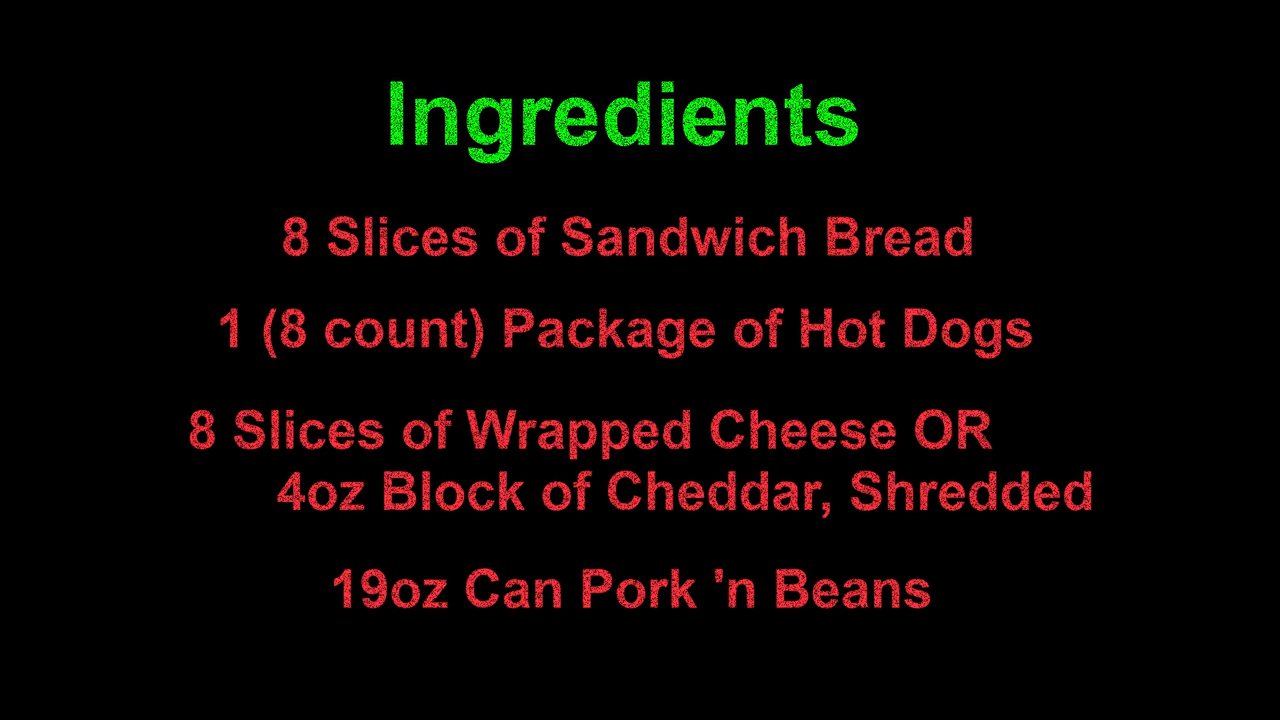 Ingredients
8 Slices of Sandwich Bread
1 (8 count) Package of Hot Dogs
8 Slices of Wrapped Cheese OR
4oz Block of Cheddar, Shredded
19oz Can Pork 'n Beans